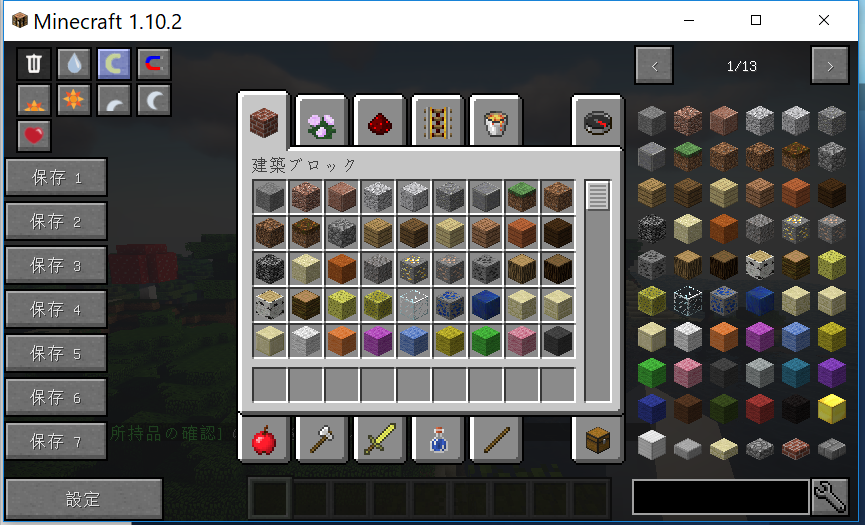 Minecraft 1.10.2
< 1/13 >
建築ブロック
保存 1
保存 2
保存 3
保存 4
保存 5
保存 6
保存 7
所持品の確認] の
設定